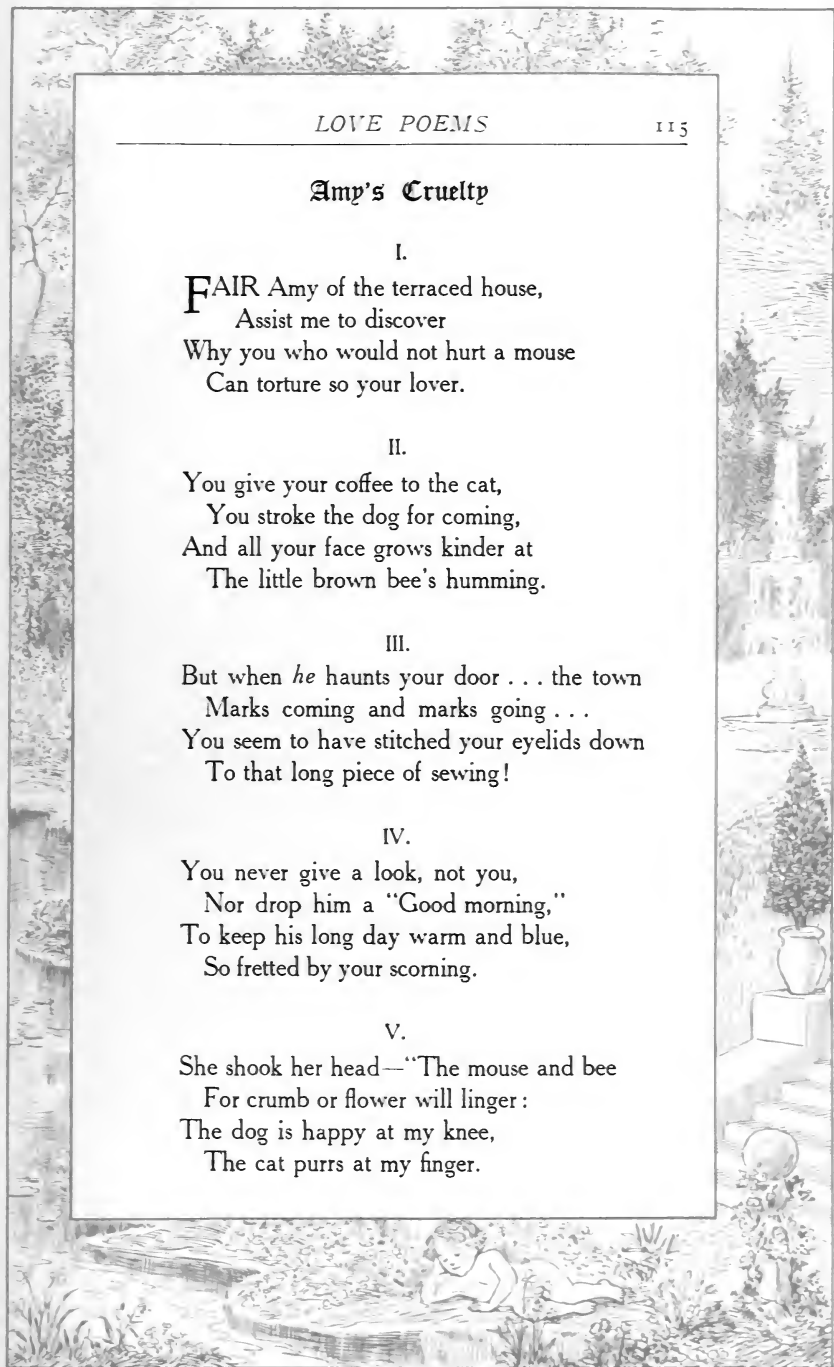 LOVE POEMS 115
Amy's Cruelty
I.
FAIR Amy of the terraced house,
Assist me to discover
Why you who would not hurt a mouse
Can torture so your lover.
II.
You give your coffee to the cat,
You stroke the dog for coming,
And all your face grows kinder at
The little brown bee's humming.
III.
But when he haunts your door . . . the town
Marks coming and marks going . . .
You seem to have stitched your eyelids down
To that long piece of sewing!
IV.
You never give a look, not you,
Nor drop him a "Good morning,"
To keep his long day warm and blue,
So fretted by your scorning.
V.
She shook her head—"The mouse and bee
For crumb or flower will linger:
The dog is happy at my knee,
The cat purrs at my finger.